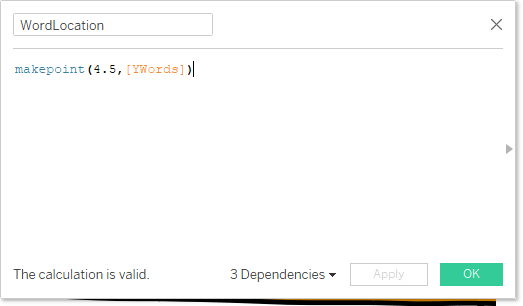 WordLocation
makepoint(4.5,[YWords])
The calculation is valid.
3 Dependencies
Apply
OK